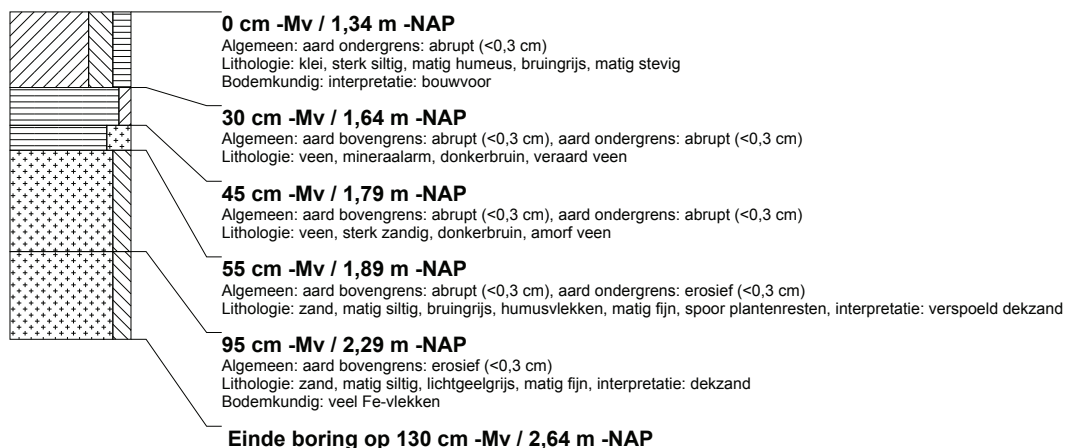 0 cm -Mv / 1,34 m -NAP
Algemeen: aard ondergrens: abrupt (<0,3 cm)
Lithologie: klei, sterk siltig, matig humeus, bruingrijs, matig stevig
Bodemkundig: interpretatie: bouwvoor
30 cm -Mv / 1,64 m -NAP
Algemeen: aard bovengrens: abrupt (<0,3 cm), aard ondergrens: abrupt (<0,3 cm)
Lithologie: veen, mineraalarm, donkerbruin, veraard veen
45 cm -Mv / 1,79 m -NAP
Algemeen: aard bovengrens: abrupt (<0,3 cm), aard ondergrens: abrupt (<0,3 cm)
Lithologie: veen, sterk zandig, donkerbruin, amorf veen
55 cm -Mv / 1,89 m -NAP
Algemeen: aard bovengrens: abrupt (<0,3 cm), aard ondergrens: erosief (<0,3 cm)
Lithologie: zand, matig siltig, bruingrijs, humusvlekken, matig fijn, spoor plantenresten, interpretatie: verspoeld dekzand
95 cm -Mv / 2,29 m -NAP
Algemeen: aard bovengrens: erosief (<0,3 cm)
Lithologie: zand, matig siltig, lichtgeelgrijs, matig fijn, interpretatie: dekzand
Bodemkundig: veel Fe-vlekken
Einde boring op 130 cm -Mv / 2,64 m -NAP